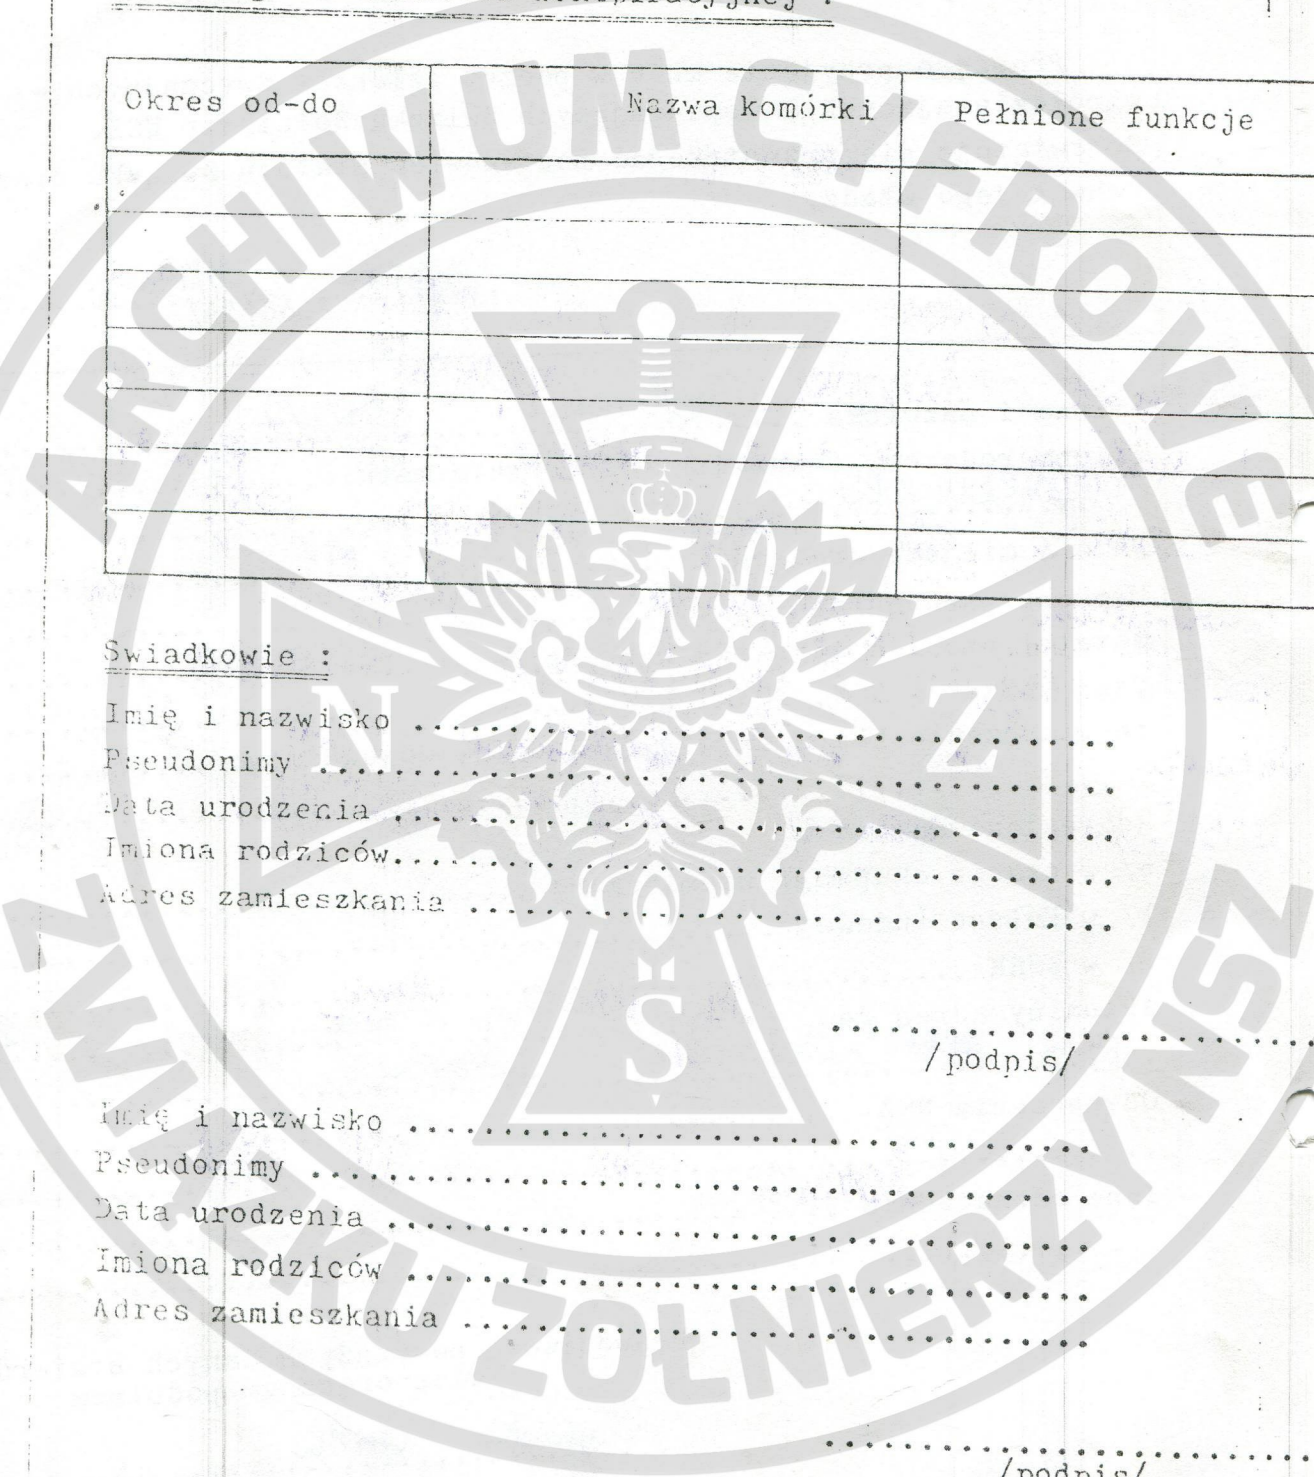 Okres od-do Nazwa komórki Pełnione funkcje
Swiadkowie :
Imię i nazwisko ........................................
Pseudonimy ........................................
Data urodzenia ........................................
Imiona rodziców........................................
Adres zamieszkania ........................................
........................................
/podpis/
Imię i nazwisko ........................................
Pseudonimy ........................................
Data urodzenia ........................................
Imiona rodziców ........................................
Adres zamieszkania ........................................
........................................
/podpis/
ARCHIWUM CYFROWE
ZWIĄZKU ŻOŁNIERZY NSZ
N Z
S